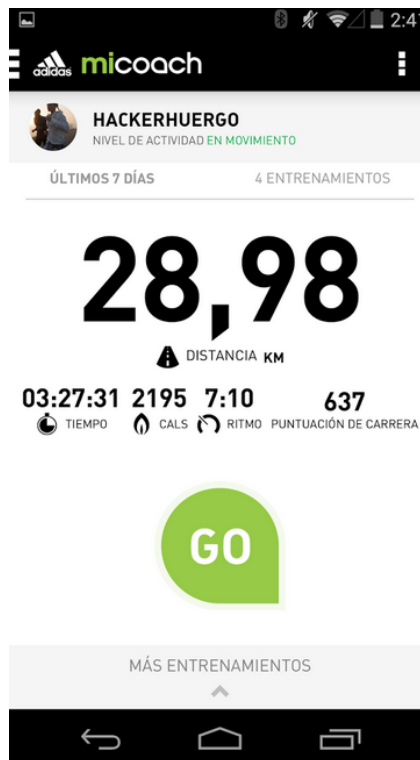 2:4
adidas micoach
HACKERHUERGO
NIVEL DE ACTIVIDAD EN MOVIMIENTO
ÚLTIMOS 7 DÍAS 4 ENTRENAMIENTOS
28,98
DISTANCIA KM
03:27:31 2195 7:10 637
TIEMPO CALS RITMO PUNTUACIÓN DE CARRERA
GO
MÁS ENTRENAMIENTOS